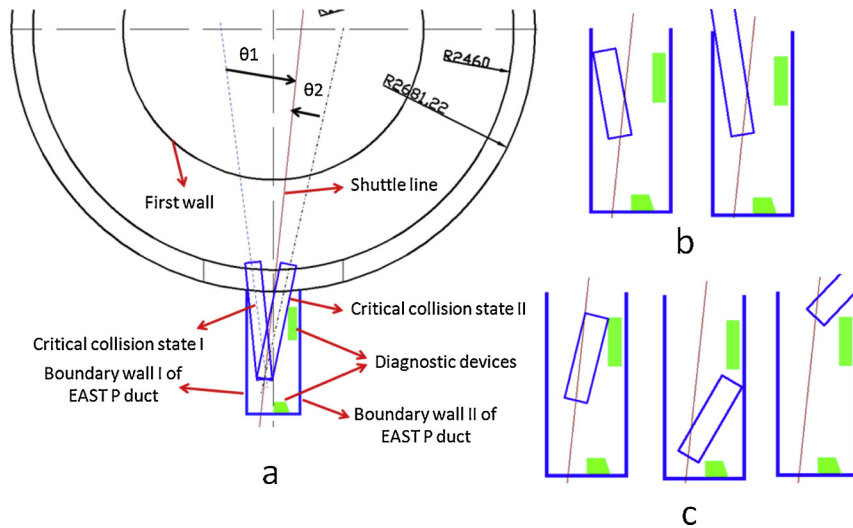 θ1
θ2
R2460
R2681,22
First wall
Shuttle line
Critical collision state I
Critical collision state II
Boundary wall I of
EAST P duct
Diagnostic devices
Boundary wall II of
EAST P duct
a
b
c